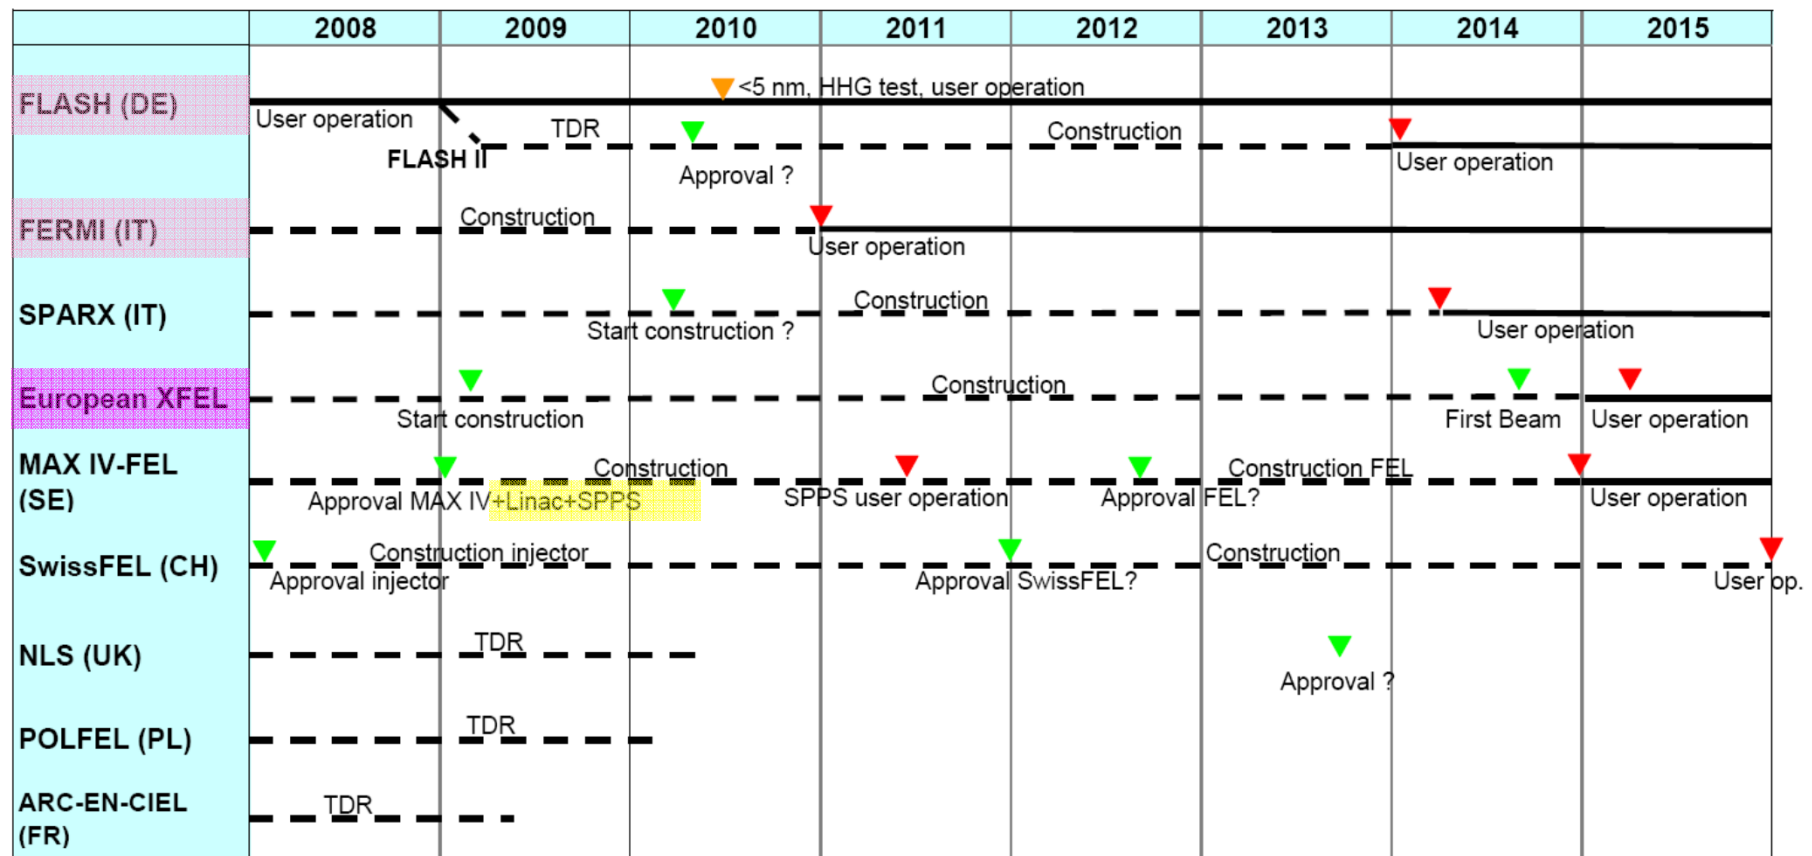 2008 2009 2010 2011 2012 2013 2014 2015
FLASH (DE)
<5 nm, HHG test, user operation
User operation
TDR
Construction
FLASH II
Approval ?
User operation
FERMI (IT)
Construction
User operation
SPARX (IT)
Construction
Start construction ?
User operation
European XFEL
Construction
Start construction
First Beam
User operation
MAX IV-FEL
(SE)
Construction
Construction FEL
Approval MAX IV+Linac+SPPS
SPPS user operation
Approval FEL?
User operation
SwissFEL (CH)
Construction injector
Construction
Approval injector
Approval SwissFEL?
User op.
NLS (UK)
TDR
Approval ?
POLFEL (PL)
TDR
ARC-EN-CIEL
(FR)
TDR